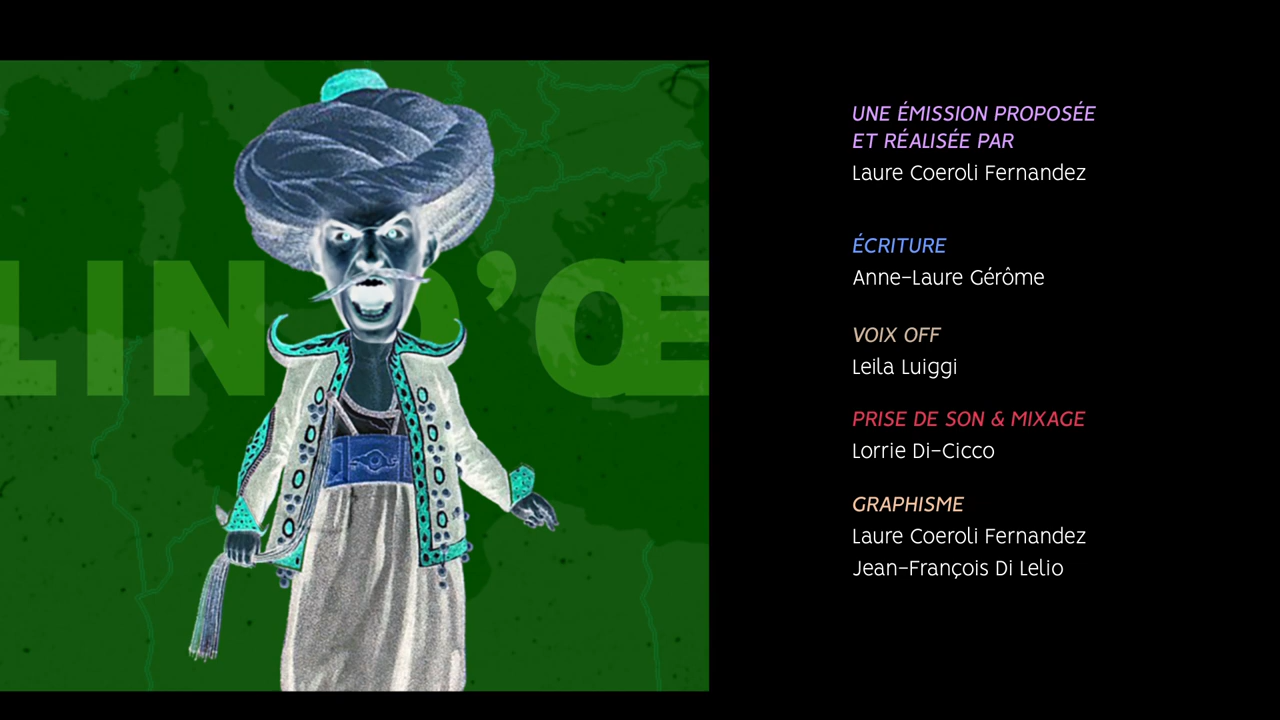 LIN D'Œ
UNE ÉMISSION PROPOSÉE
ET RÉALISÉE PAR
Laure Coeroli Fernandez
ÉCRITURE
Anne-Laure Gérôme
VOIX OFF
Leila Luiggi
PRISE DE SON & MIXAGE
Lorrie Di-Cicco
GRAPHISME
Laure Coeroli Fernandez
Jean-François Di Lelio